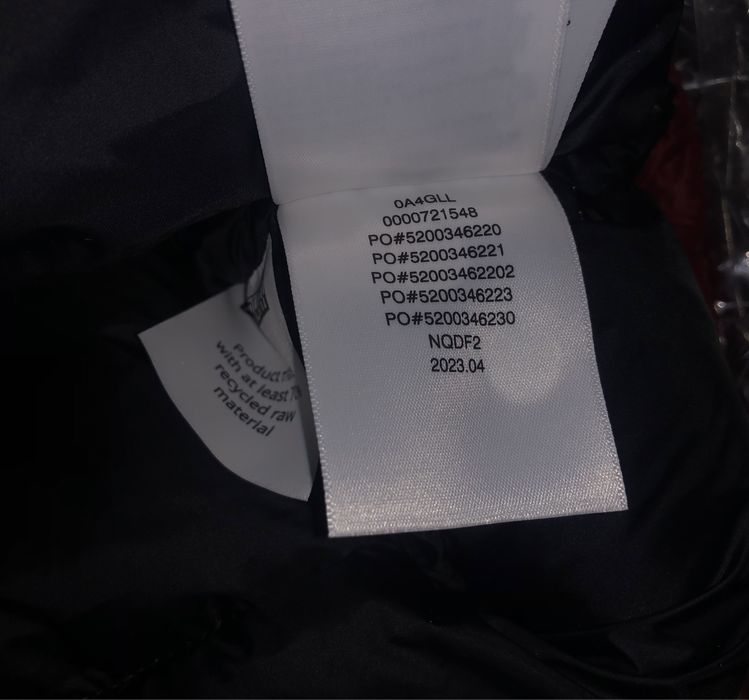 0A4GLL
0000721548
PO#5200346220
PO#5200346221
PO#52003462202
PO#5200346223
PO#5200346230
NQDF2
2023.04
Product
with at least
recycled raw
material